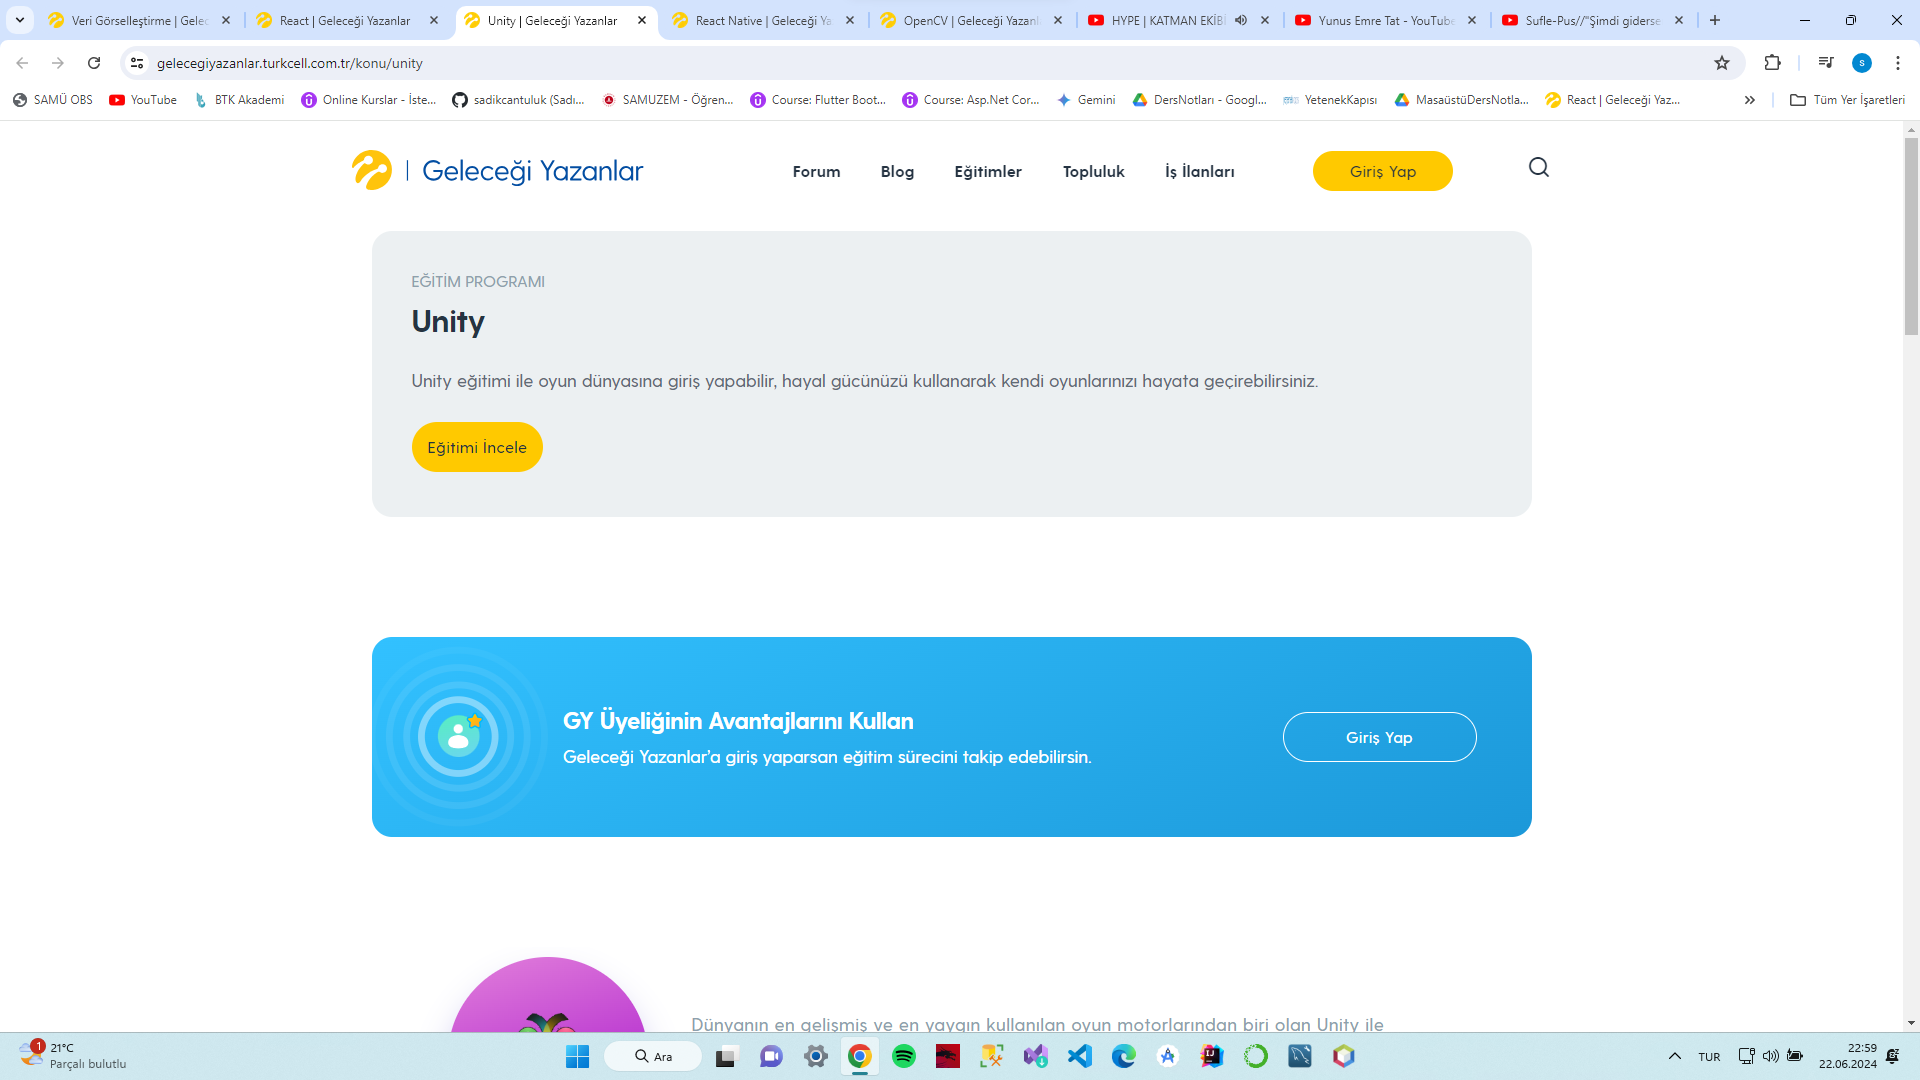 Veri Görselleştirme | Gelec
React | Geleceği Yazanlar
Unity | Geleceği Yazanlar
React Native | Geleceği Ya
OpenCV | Geleceği Yazanl
HYPE | KATMAN EKİBİ
Yunus Emre Tat - YouTube
Sufle-Pus//"Şimdi giderse
gelecegiyazanlar.turkcell.com.tr/konu/unity
S
SAMÜ OBS
YouTube
BTK Akademi
Online Kurslar - İste...
sadikcantuluk (Sadı...
SAMUZEM - Öğren...
Course: Flutter Boot...
Course: Asp.Net Cor...
Gemini
DersNotları - Googl...
YetenekKapısı
MasaüstüDersNotla...
React | Geleceği Yaz...
Tüm Yer İşaretleri
| Geleceği Yazanlar
Forum
Blog
Eğitimler
Topluluk
İş İlanları
Giriş Yap
EĞİTİM PROGRAMI
Unity
Unity eğitimi ile oyun dünyasına giriş yapabilir, hayal gücünüzü kullanarak kendi oyunlarınızı hayata geçirebilirsiniz.
Eğitimi İncele
GY Üyeliğinin Avantajlarını Kullan
Geleceği Yazanlar’a giriş yaparsan eğitim sürecini takip edebilirsin.
Giriş Yap
Dünyanın en gelişmiş ve en yaygın kullanılan oyun motorlarından biri olan Unity ile
1
21°C
Parçalı bulutlu
Ara
TUR
22:59
22.06.2024